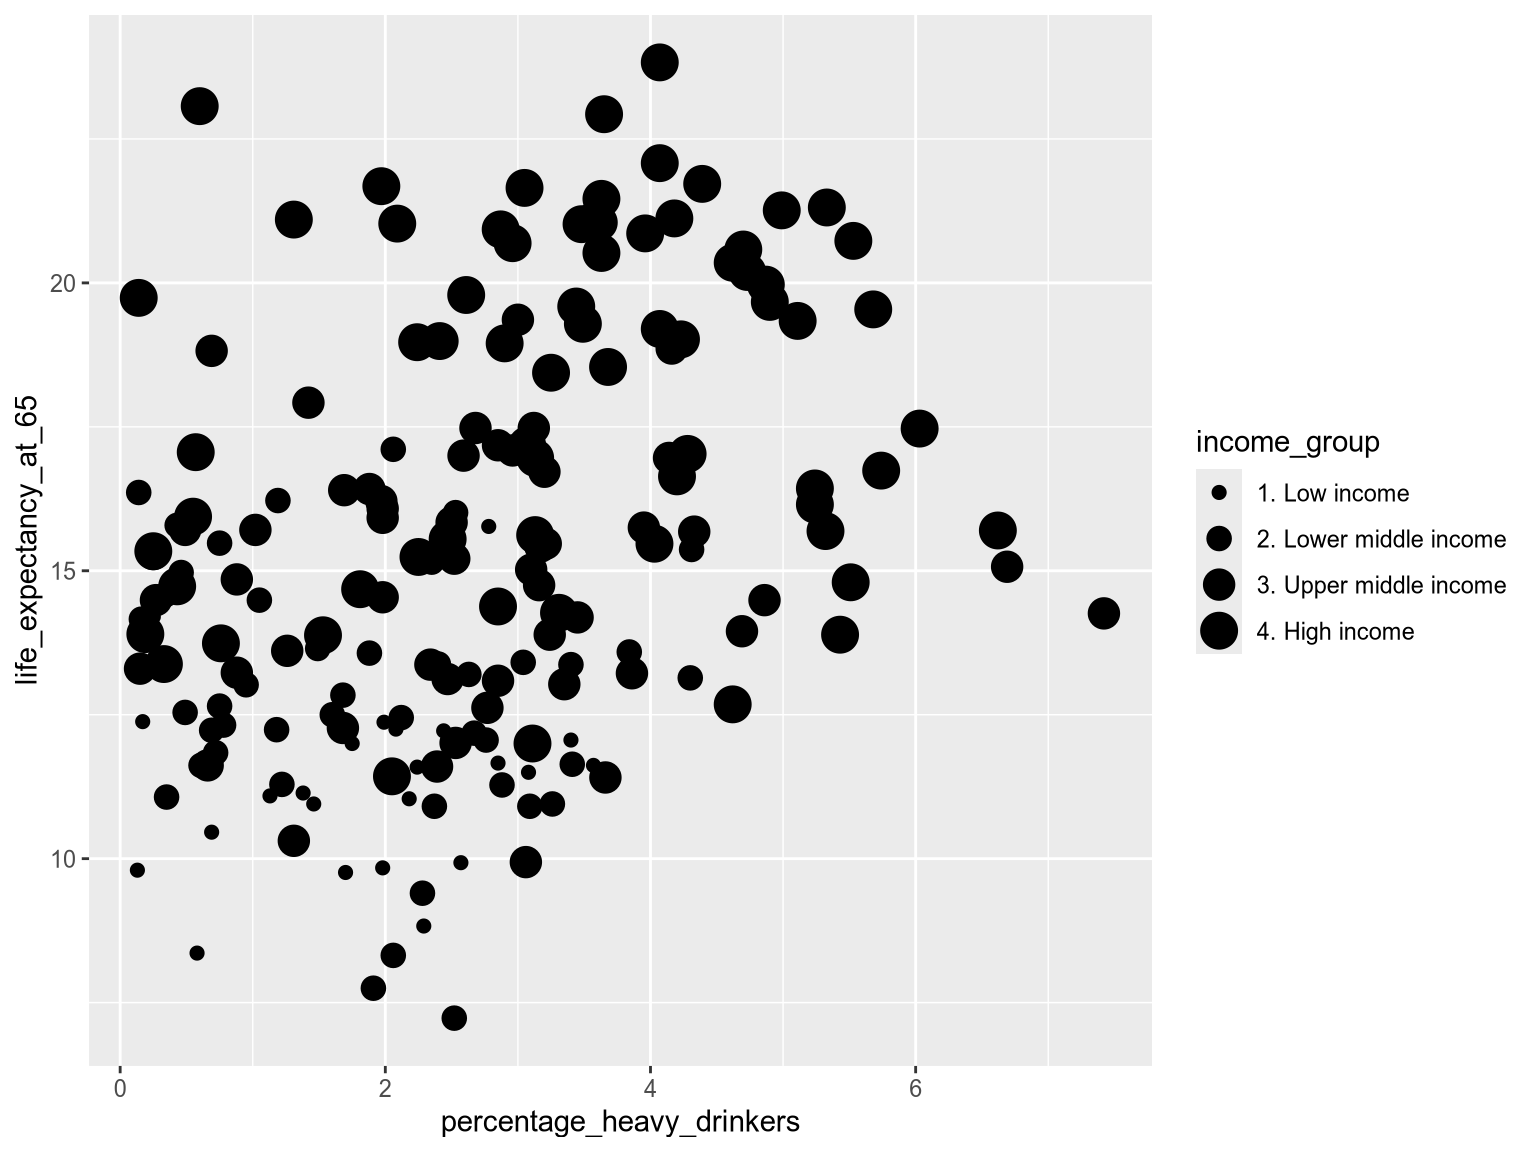 life_expectancy_at_65
20
15
10
0
2
4
6
percentage_heavy_drinkers
income_group
1. Low income
2. Lower middle income
3. Upper middle income
4. High income